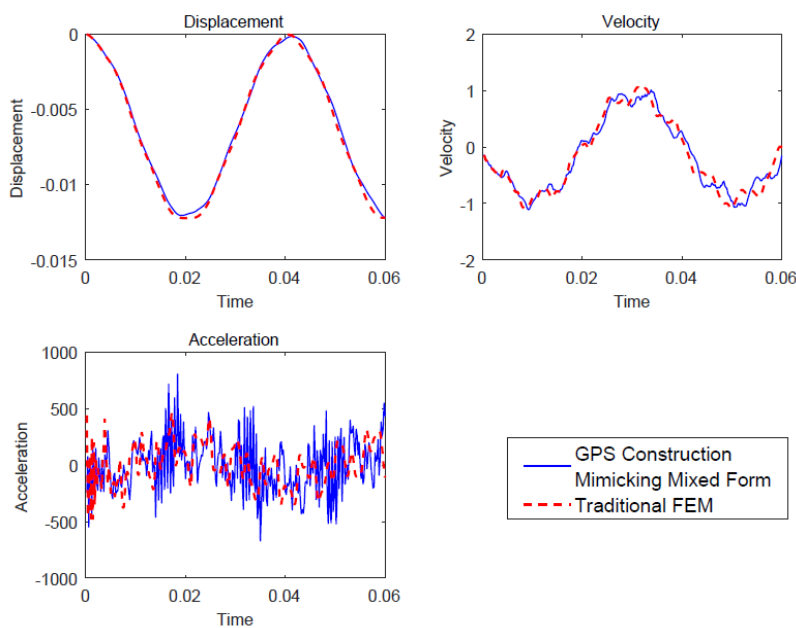 Displacement
0
-0.005
-0.01
-0.015
Displacement
0
0.02
0.04
0.06
Time
Velocity
2
1
0
-1
-2
Velocity
0
0.02
0.04
0.06
Time
Acceleration
1000
500
0
-500
-1000
Acceleration
0
0.02
0.04
0.06
Time
GPS Construction
Mimicking Mixed Form
Traditional FEM